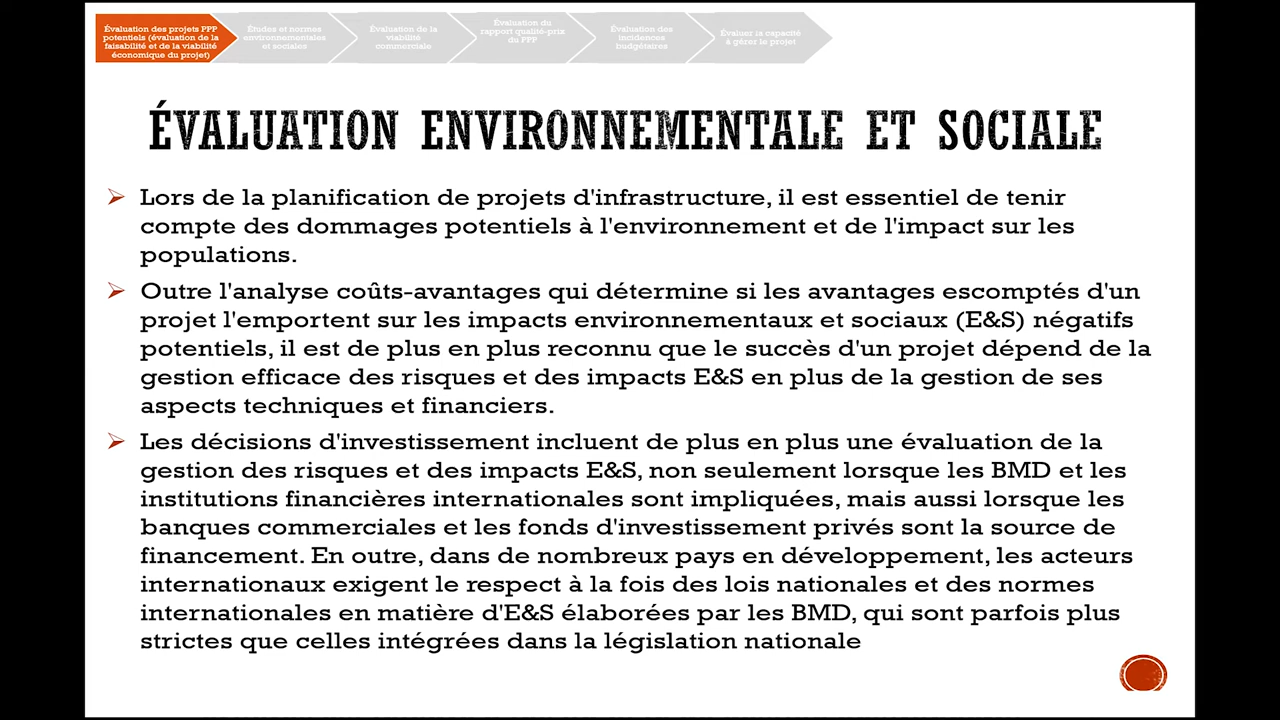 Évaluation des projets PPP
potentiels (évaluation de la
faisabilité et de la viabilité
économique du projet)
Études et normes
environnementales
et sociales
Évaluation de la
viabilité
commerciale
Évaluation du
rapport qualité-prix
du PPP
Évaluation des
incidences
budgétaires
Évaluer la capacité
à gérer le projet
ÉVALUATION ENVIRONNEMENTALE ET SOCIALE
Lors de la planification de projets d'infrastructure, il est essentiel de tenir
compte des dommages potentiels à l'environnement et de l'impact sur les
populations.
Outre l'analyse coûts-avantages qui détermine si les avantages escomptés d'un
projet l'emportent sur les impacts environnementaux et sociaux (E&S) négatifs
potentiels, il est de plus en plus reconnu que le succès d'un projet dépend de la
gestion efficace des risques et des impacts E&S en plus de la gestion de ses
aspects techniques et financiers.
Les décisions d'investissement incluent de plus en plus une évaluation de la
gestion des risques et des impacts E&S, non seulement lorsque les BMD et les
institutions financières internationales sont impliquées, mais aussi lorsque les
banques commerciales et les fonds d'investissement privés sont la source de
financement. En outre, dans de nombreux pays en développement, les acteurs
internationaux exigent le respect à la fois des lois nationales et des normes
internationales en matière d'E&S élaborées par les BMD, qui sont parfois plus
strictes que celles intégrées dans la législation nationale